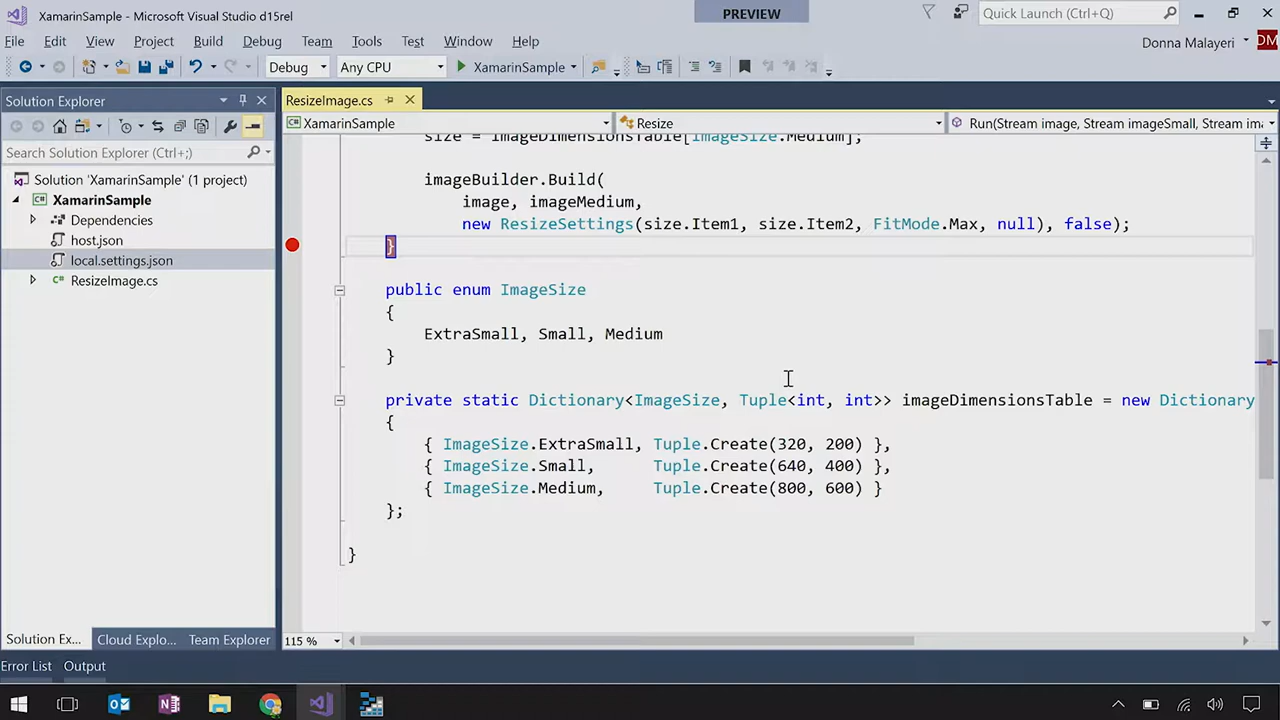 XamarinSample - Microsoft Visual Studio d15rel
PREVIEW
Quick Launch (Ctrl+Q)
File Edit View Project Build Debug Team Tools Test Analyze Window Help
Donna Malayeri
DM
Debug Any CPU XamarinSample
Solution Explorer
ResizeImage.cs
XamarinSample
Resize
Run(Stream image, Stream imageSmall, Stream ima
Search Solution Explorer (Ctrl+;)
Solution 'XamarinSample' (1 project)
XamarinSample
Dependencies
host.json
local.settings.json
ResizeImage.cs
size = imageDimensionsTable[ImageSize.Medium];
imageBuilder.Build(
image, imageMedium,
new ResizeSettings(size.Item1, size.Item2, FitMode.Max, null), false);
}
public enum ImageSize
{
ExtraSmall, Small, Medium
}
private static Dictionary<ImageSize, Tuple<int, int>> imageDimensionsTable = new Dictionary
{
{ ImageSize.ExtraSmall, Tuple.Create(320, 200) },
{ ImageSize.Small, Tuple.Create(640, 400) },
{ ImageSize.Medium, Tuple.Create(800, 600) }
};
}
115 %
Solution Ex... Cloud Explo... Team Explorer
Error List Output